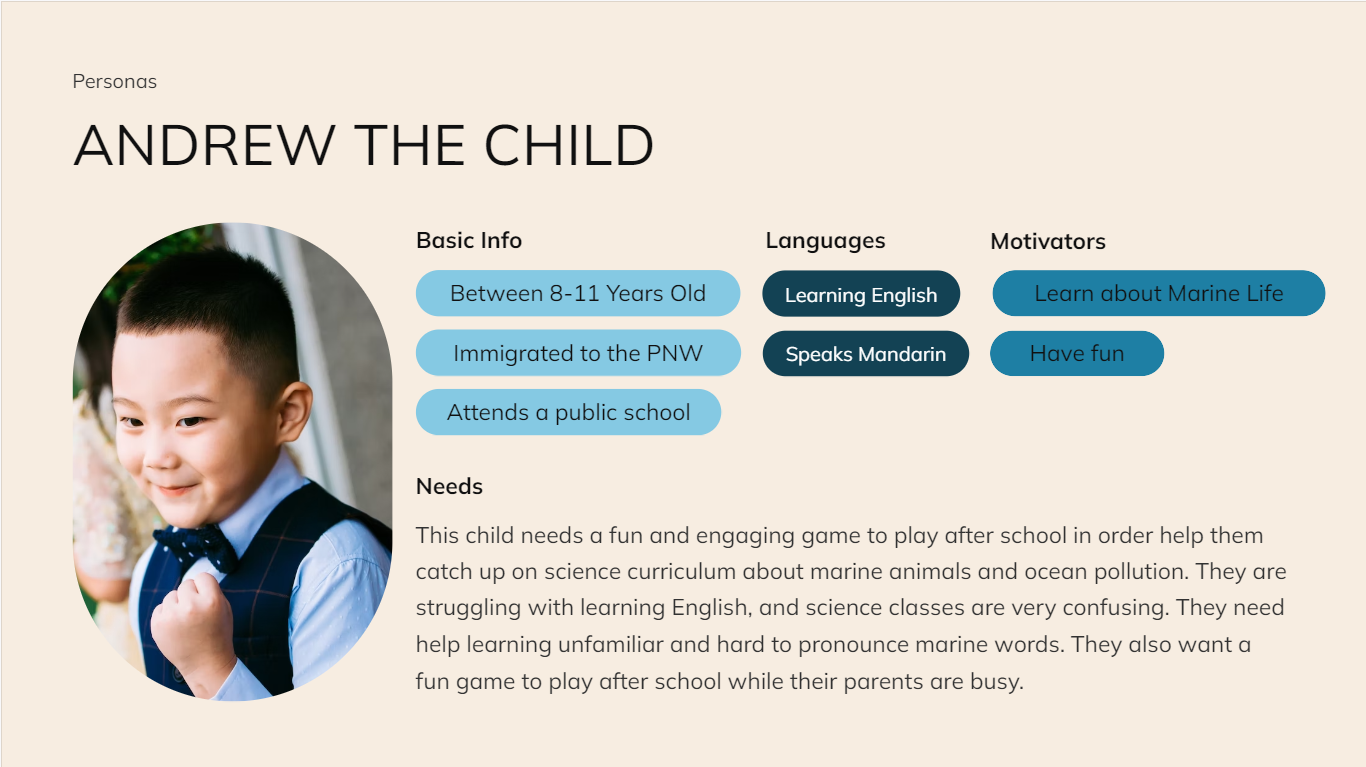 Personas
ANDREW THE CHILD
Basic Info
Between 8-11 Years Old
Immigrated to the PNW
Attends a public school
Languages
Learning English
Speaks Mandarin
Motivators
Learn about Marine Life
Have fun
Needs
This child needs a fun and engaging game to play after school in order help them
catch up on science curriculum about marine animals and ocean pollution. They are
struggling with learning English, and science classes are very confusing. They need
help learning unfamiliar and hard to pronounce marine words. They also want a
fun game to play after school while their parents are busy.